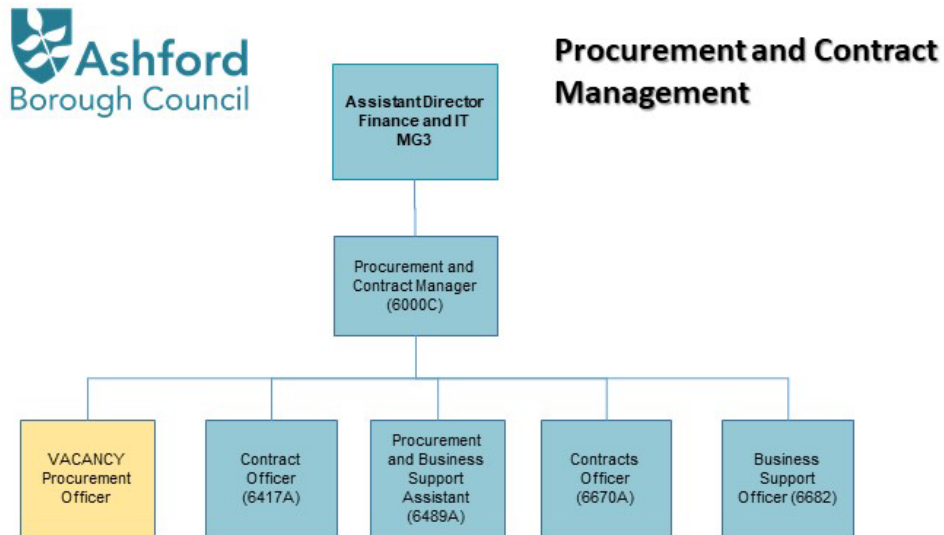 Ashford
Borough Council
Procurement and Contract
Management
Assistant Director
Finance and IT
MG3
Procurement and
Contract Manager
(6000C)
VACANCY
Procurement
Officer
Contract
Officer
(6417A)
Procurement
and Business
Support
Assistant
(6489A)
Contracts
Officer
(6670A)
Business
Support
Officer (6682)